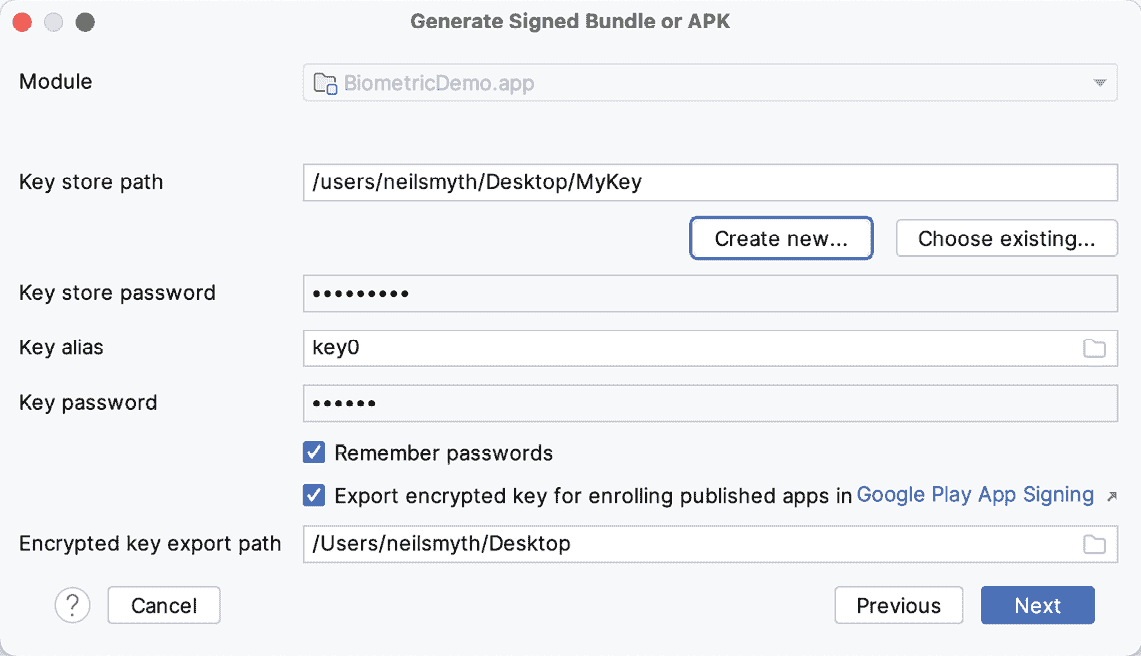 Generate Signed Bundle or APK
Module
BiometricDemo.app
Key store path
/users/neilsmyth/Desktop/MyKey
Create new...
Choose existing...
Key store password
•••••••••
Key alias
key0
Key password
••••••
Remember passwords
Export encrypted key for enrolling published apps in Google Play App Signing ↗
Encrypted key export path
/Users/neilsmyth/Desktop
?
Cancel
Previous
Next